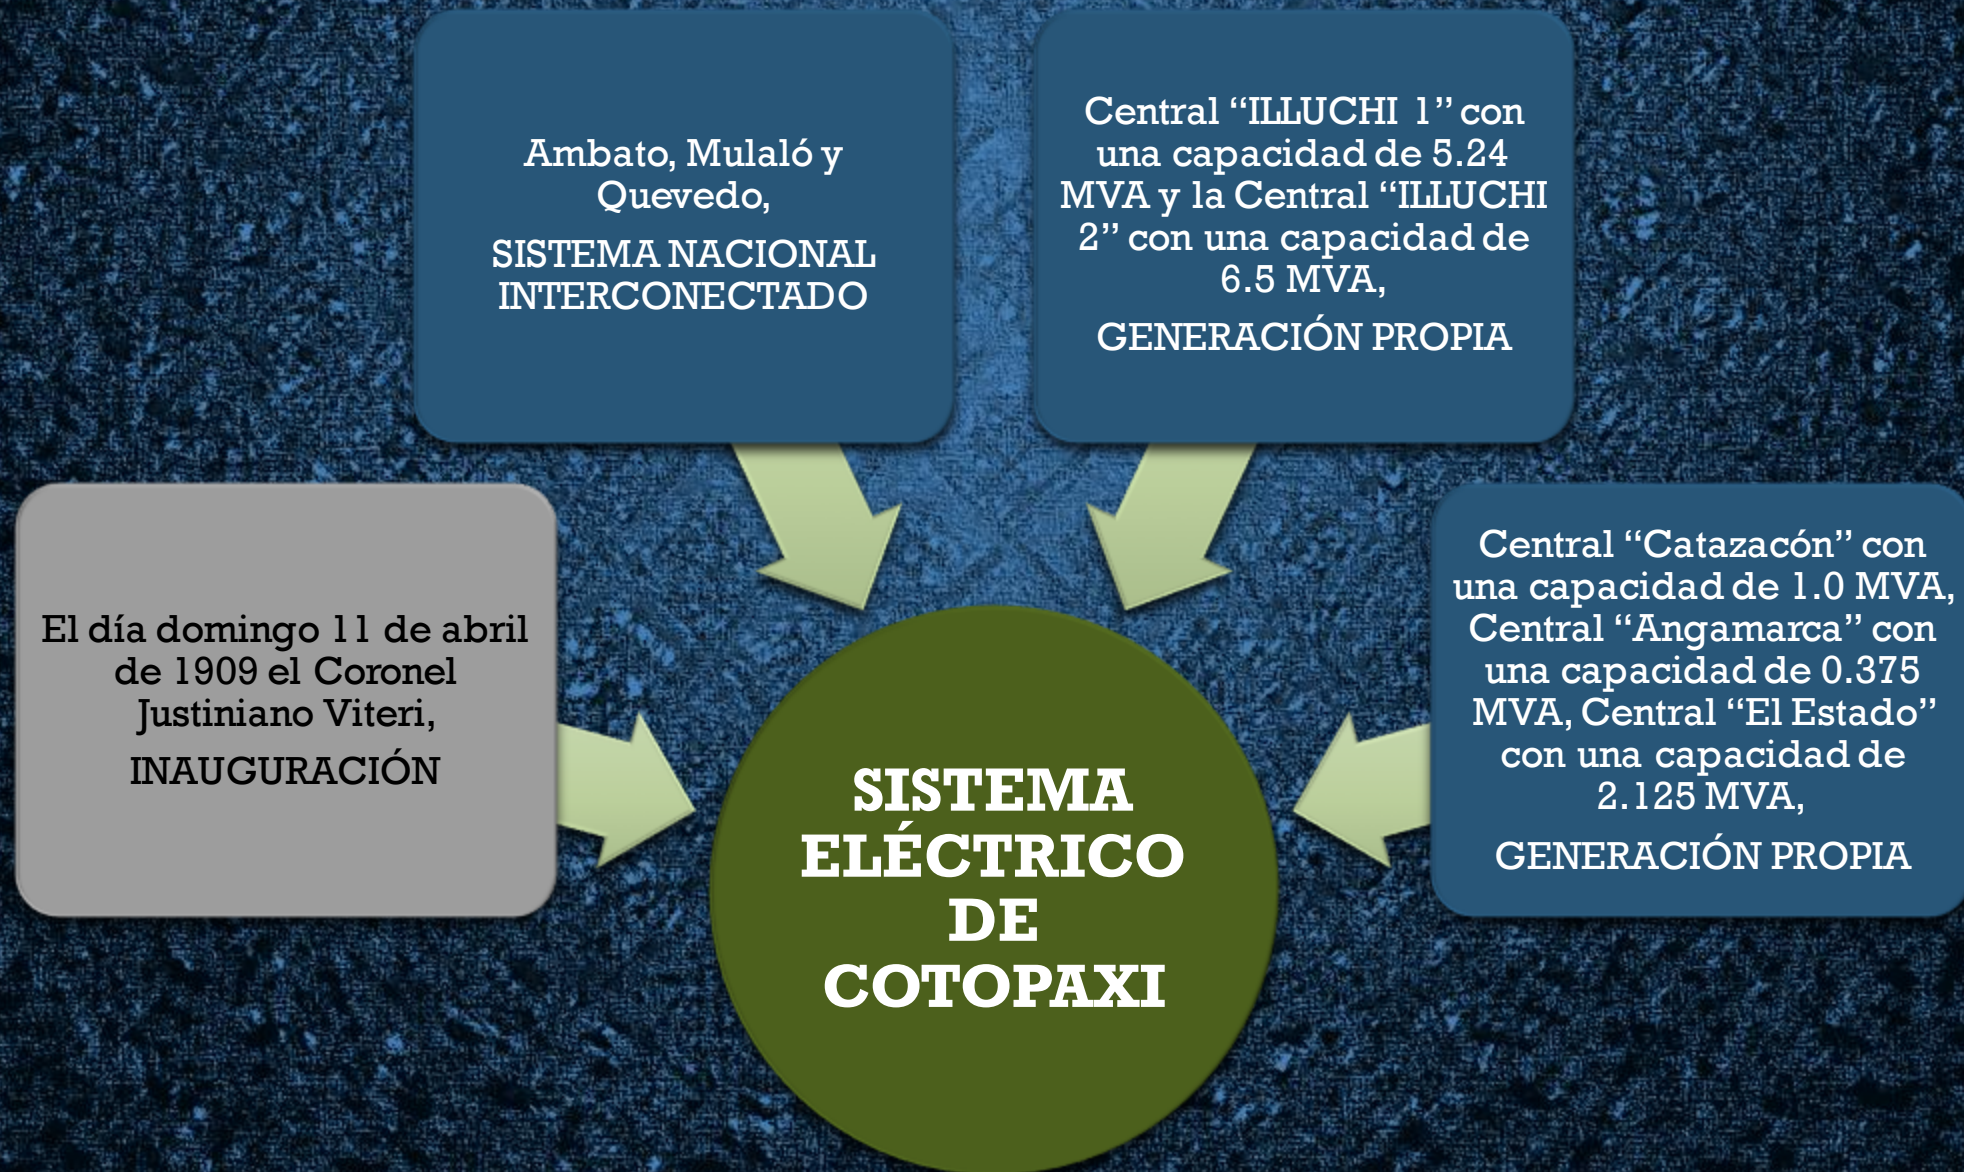 Ambato, Mulaló y
Quevedo,
SISTEMA NACIONAL
INTERCONECTADO
Central “ILLUCHI 1” con
una capacidad de 5.24
MVA y la Central “ILLUCHI
2” con una capacidad de
6.5 MVA,
GENERACIÓN PROPIA
El día domingo 11 de abril
de 1909 el Coronel
Justiniano Viteri,
INAUGURACIÓN
Central “Catazacón” con
una capacidad de 1.0 MVA,
Central “Angamarca” con
una capacidad de 0.375
MVA, Central “El Estado”
con una capacidad de
2.125 MVA,
GENERACIÓN PROPIA
SISTEMA
ELÉCTRICO
DE
COTOPAXI